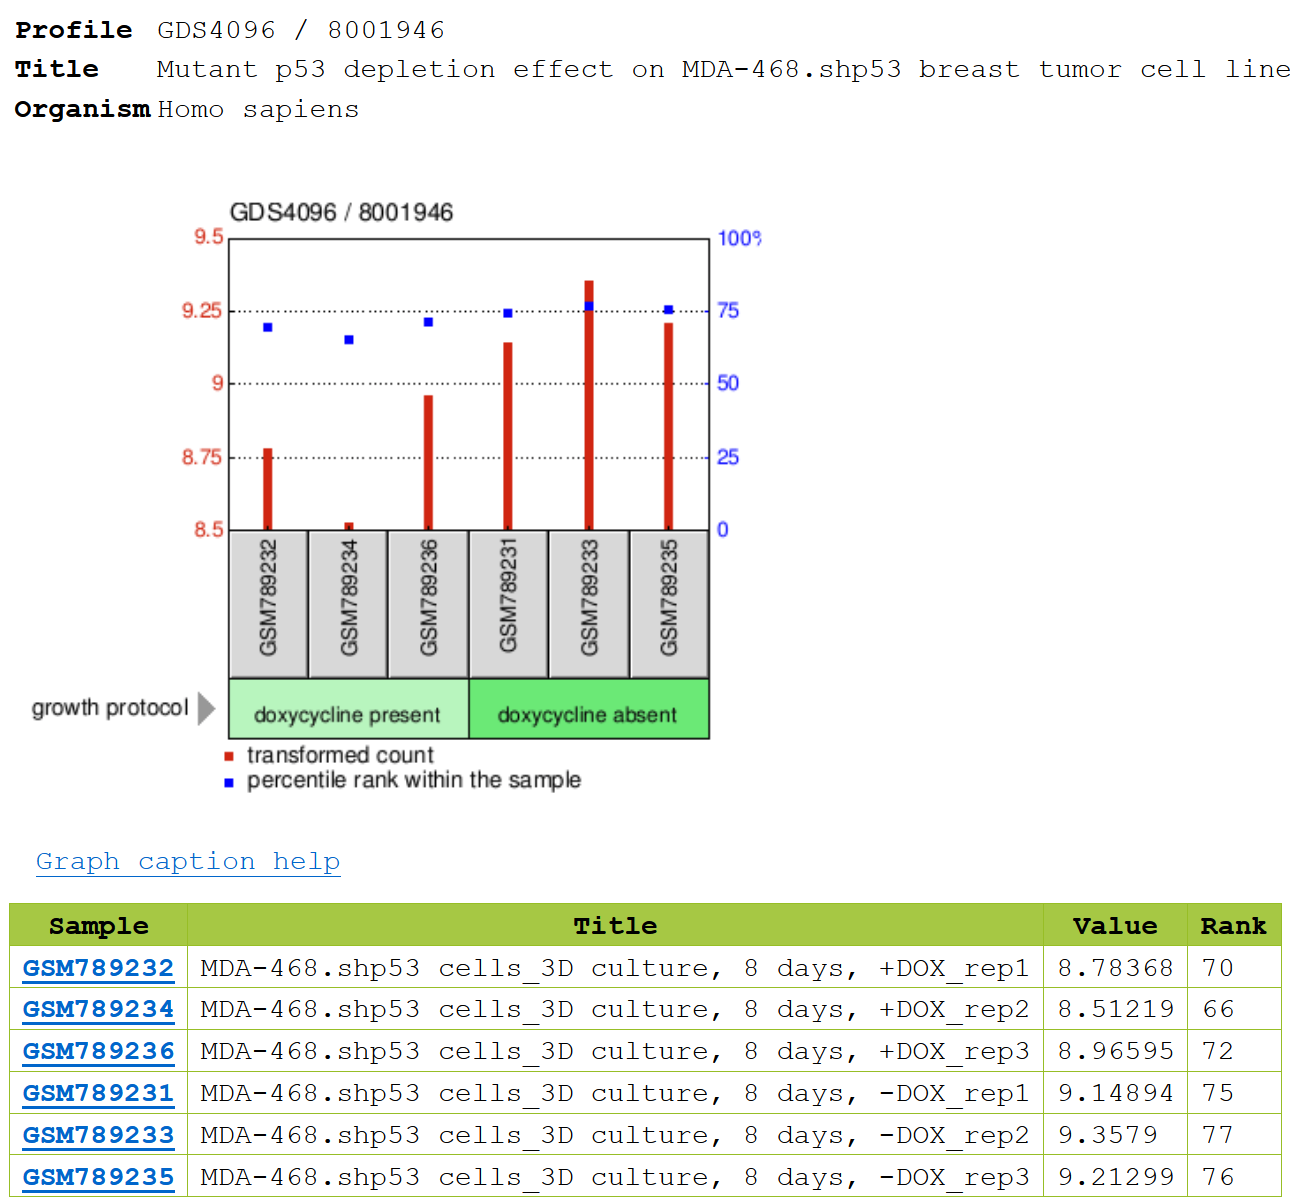 Profile GDS4096 / 8001946
Title Mutant p53 depletion effect on MDA-468.shp53 breast tumor cell line
Organism Homo sapiens
GDS4096 / 8001946
9.5 100%
9.25 75
9 50
8.75 25
8.5 0
GSM789232 GSM789234 GSM789236 GSM789231 GSM789233 GSM789235
growth protocol doxycycline present doxycycline absent
transformed count
percentile rank within the sample
Graph caption help
Sample Title Value Rank
GSM789232 MDA-468.shp53 cells_3D culture, 8 days, +DOX_rep1 8.78368 70
GSM789234 MDA-468.shp53 cells_3D culture, 8 days, +DOX_rep2 8.51219 66
GSM789236 MDA-468.shp53 cells_3D culture, 8 days, +DOX_rep3 8.96595 72
GSM789231 MDA-468.shp53 cells_3D culture, 8 days, -DOX_rep1 9.14894 75
GSM789233 MDA-468.shp53 cells_3D culture, 8 days, -DOX_rep2 9.3579 77
GSM789235 MDA-468.shp53 cells_3D culture, 8 days, -DOX_rep3 9.21299 76